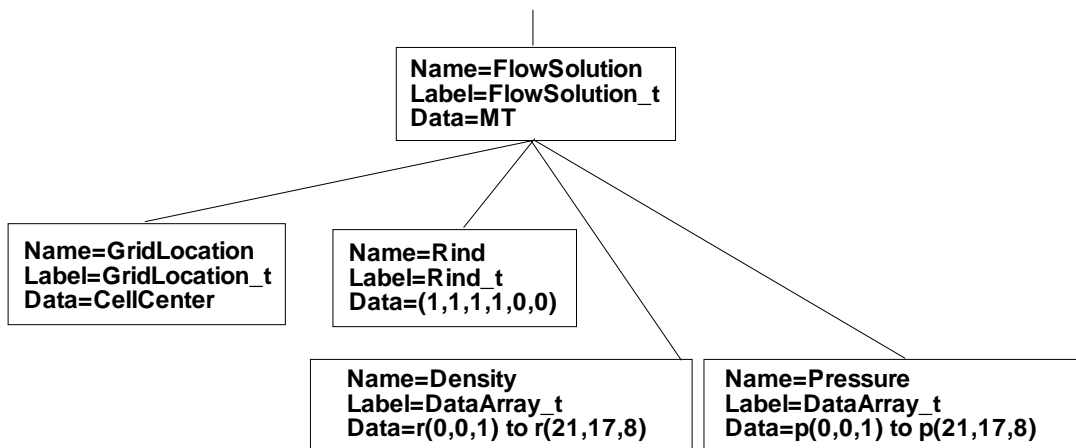 Name=FlowSolution
Label=FlowSolution_t
Data=MT
Name=GridLocation
Label=GridLocation_t
Data=CellCenter
Name=Rind
Label=Rind_t
Data=(1,1,1,1,0,0)
Name=Density
Label=DataArray_t
Data=r(0,0,1) to r(21,17,8)
Name=Pressure
Label=DataArray_t
Data=p(0,0,1) to p(21,17,8)